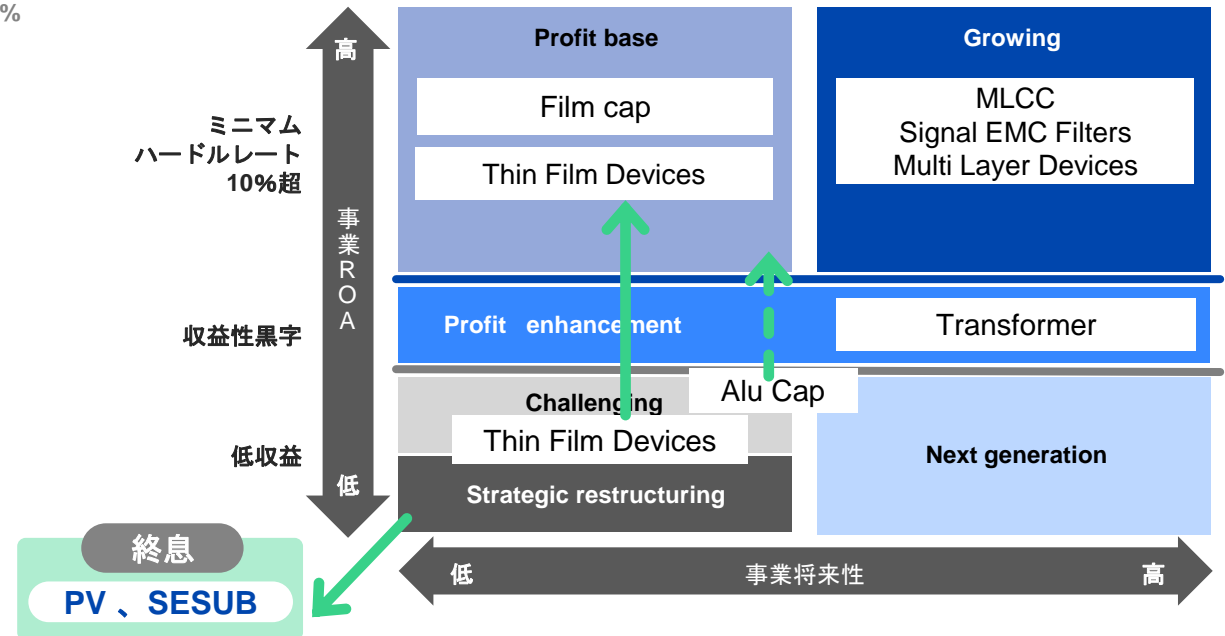 %
高
ミニマム
ハードルレート
10%超
収益性黒字
低収益
事業ROA
低
Profit base
Film cap
Thin Film Devices
Growing
MLCC
Signal EMC Filters
Multi Layer Devices
Profit enhancement
Transformer
Alu Cap
Challenging
Thin Film Devices
Strategic restructuring
Next generation
終息
PV 、SESUB
低
事業将来性
高